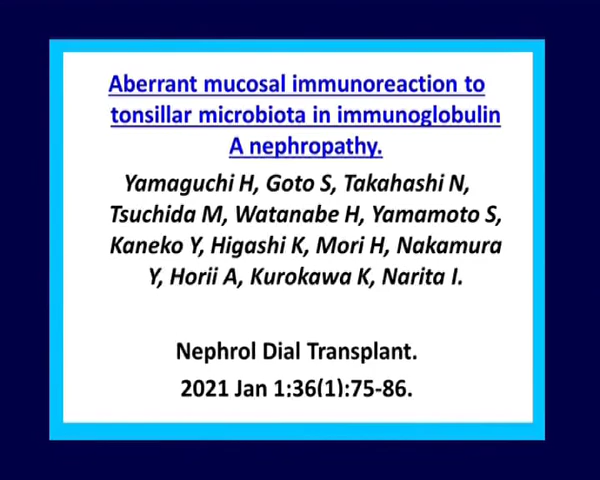 Aberrant mucosal immunoreaction to
tonsillar microbiota in immunoglobulin
A nephropathy.
Yamaguchi H, Goto S, Takahashi N,
Tsuchida M, Watanabe H, Yamamoto S,
Kaneko Y, Higashi K, Mori H, Nakamura
Y, Horii A, Kurokawa K, Narita I.
Nephrol Dial Transplant.
2021 Jan 1;36(1):75-86.